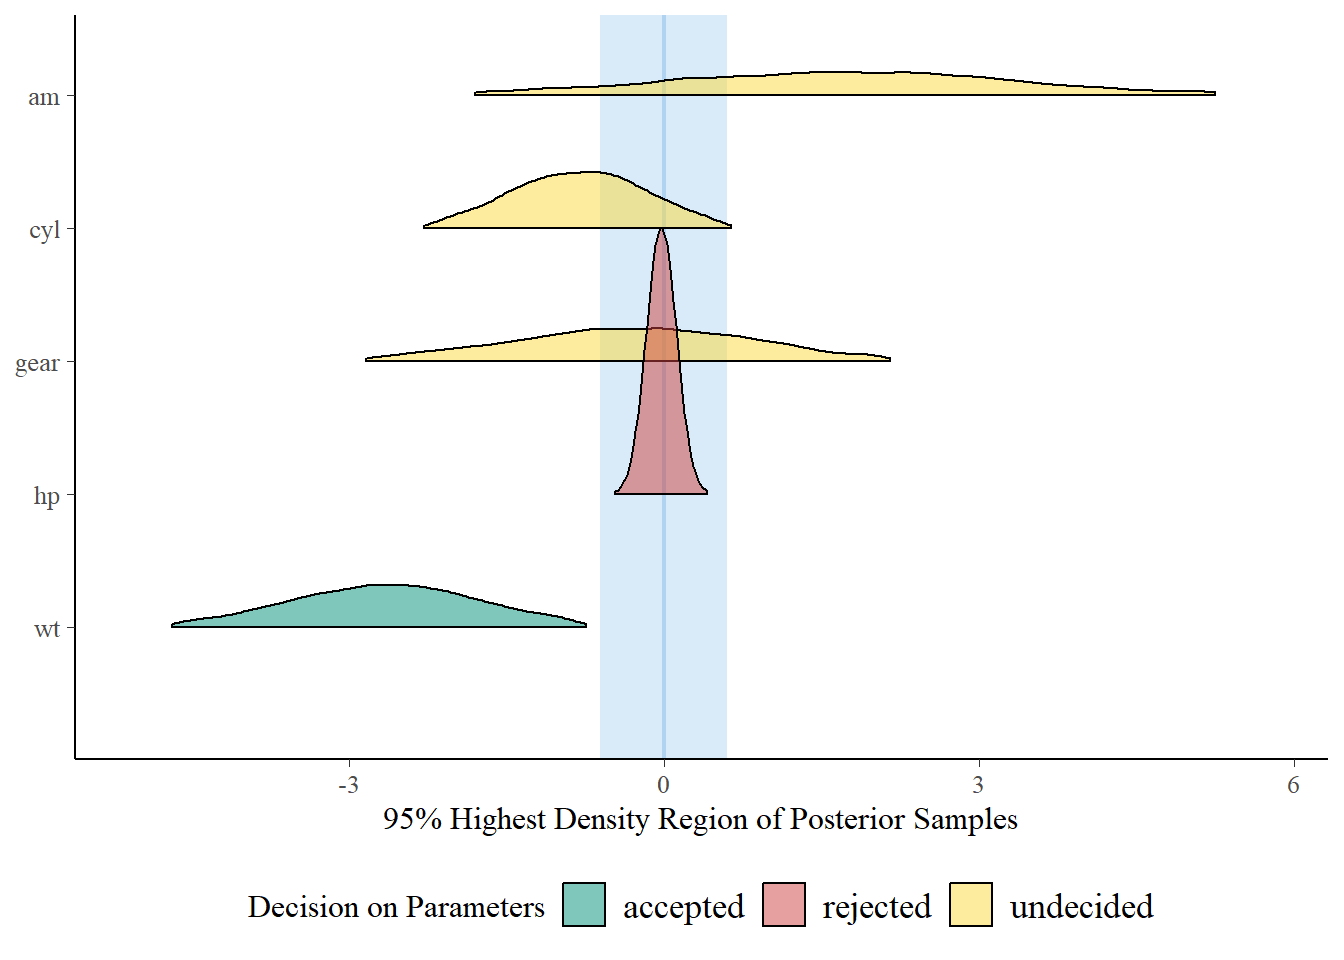 am
cyl
gear
hp
wt
-3 0 3 6
95% Highest Density Region of Posterior Samples
Decision on Parameters accepted rejected undecided